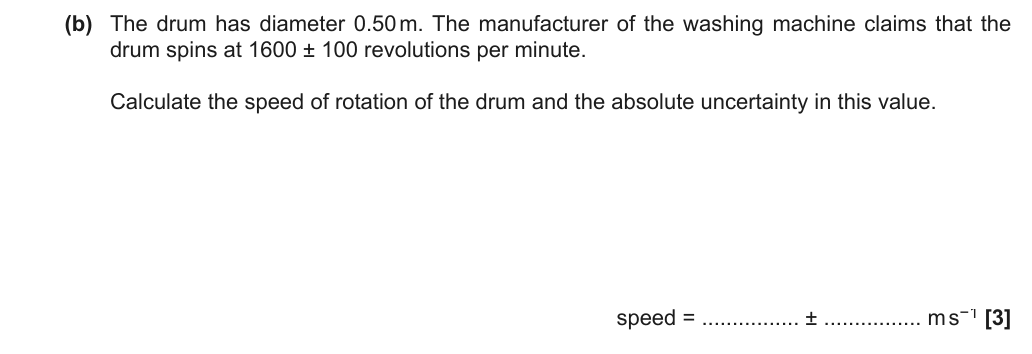 (b) The drum has diameter 0.50 m. The manufacturer of the washing machine claims that the
drum spins at 1600 ± 100 revolutions per minute.
Calculate the speed of rotation of the drum and the absolute uncertainty in this value.
speed = ................ ± ................ m s⁻¹ [3]